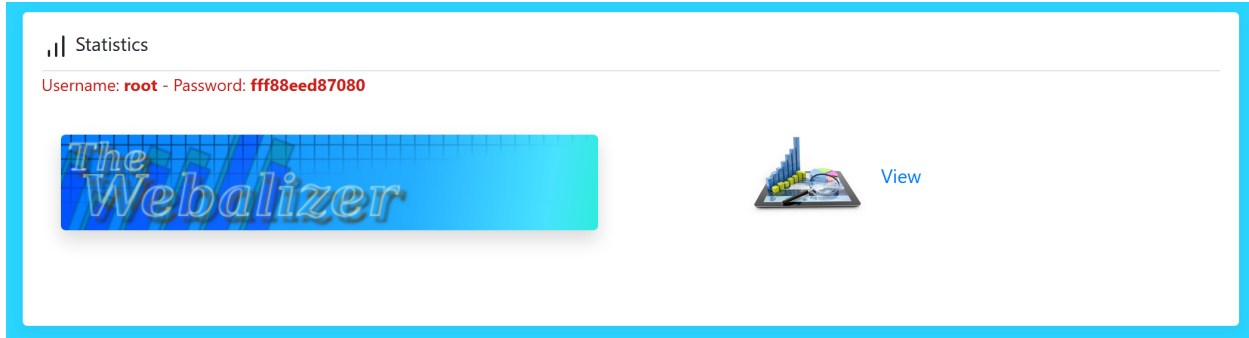 Statistics
Username: root - Password: fff88eed87080
The
Webalizer
View